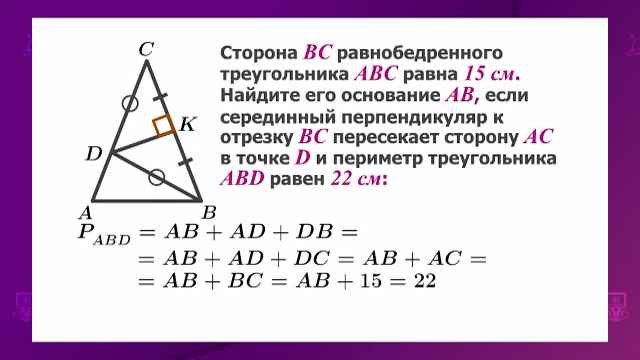 Сторона BC равнобедренного
треугольника ABC равна 15 см.
Найдите его основание AB, если
серединный перпендикуляр к
отрезку BC пересекает сторону AC
в точке D и периметр треугольника
ABD равен 22 см:
C
K
D
A
B
P_{ABD} = AB + AD + DB =
= AB + AD + DC = AB + AC =
= AB + BC = AB + 15 = 22